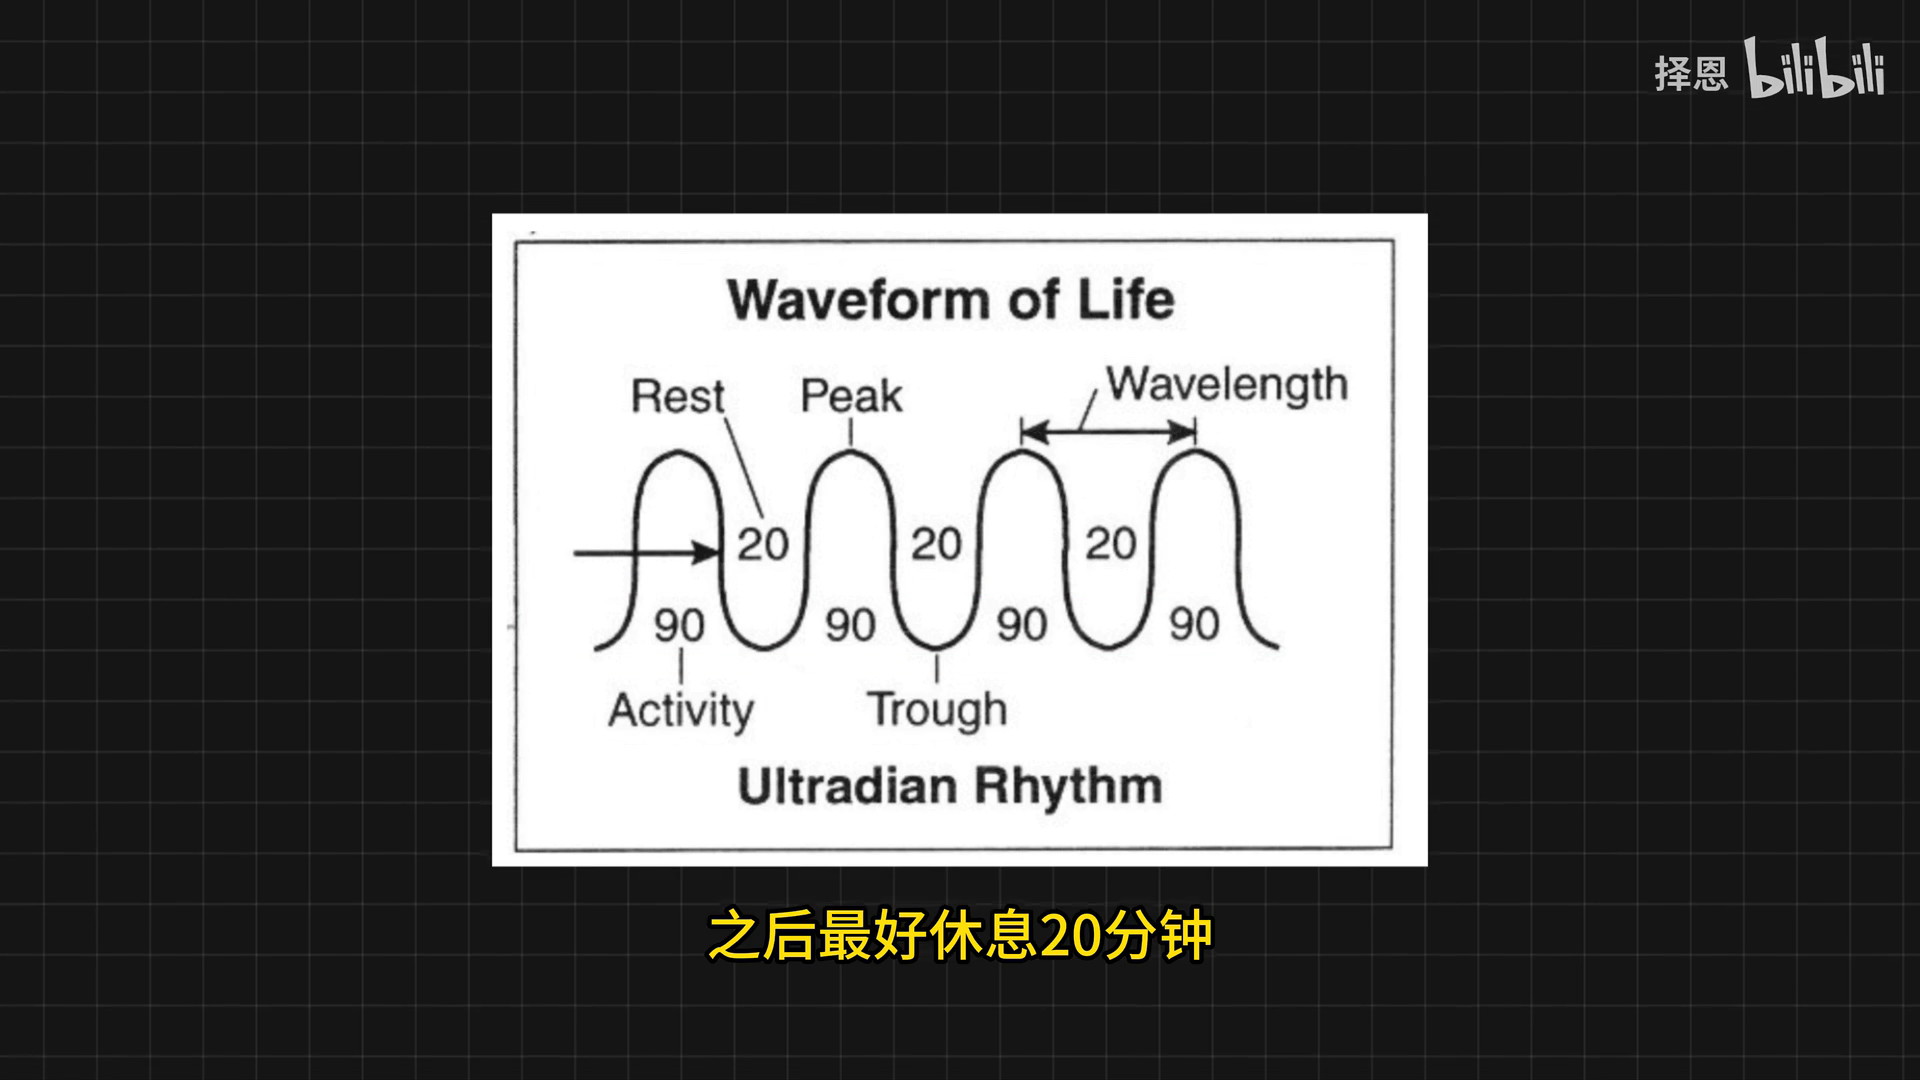 择恩 bilibili
Waveform of Life
Rest Peak Wavelength
20 20 20
90 90 90 90
Activity Trough
Ultradian Rhythm
之后最好休息20分钟